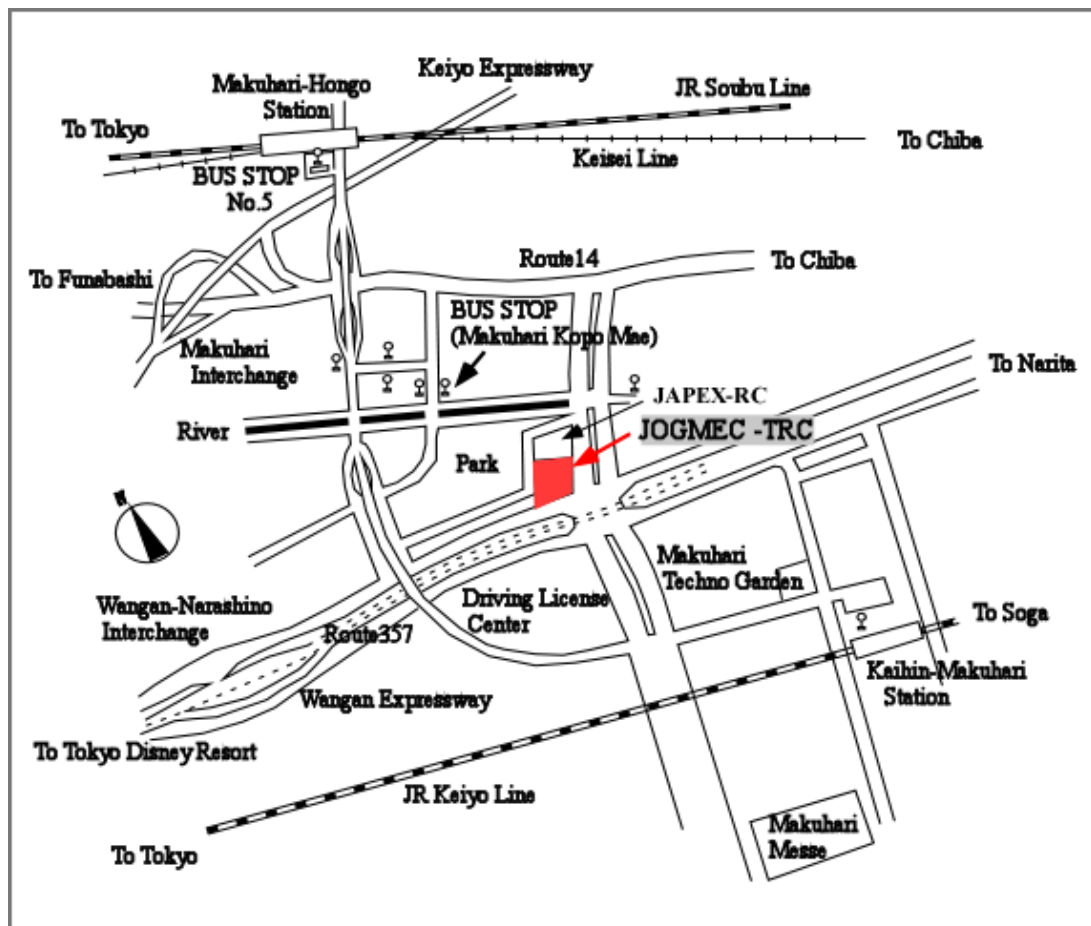 Keiyo Expressway
Makuhari-Hongo
Station
JR Soubu Line
To Tokyo
To Chiba
Keisei Line
BUS STOP
No.5
Route14
To Chiba
To Funabashi
BUS STOP
(Makuhari Kopo Mae)
Makuhari
Interchange
To Narita
JAPEX-RC
River
JOGMEC -TRC
Park
N
Makuhari
Techno Garden
Wangan-Narashino
Interchange
Driving License
Center
To Soga
Route357
Kaihin-Makuhari
Station
Wangan Expressway
To Tokyo Disney Resort
JR Keiyo Line
Makuhari
Messe
To Tokyo